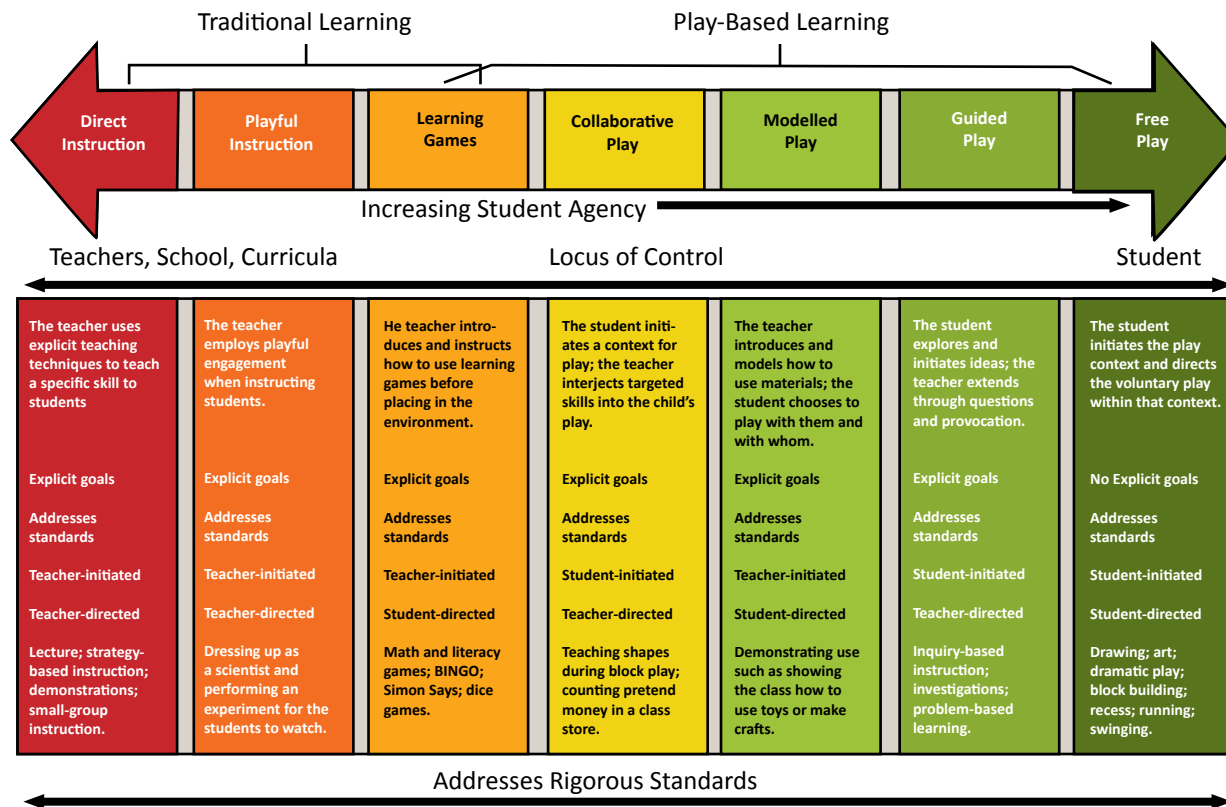 Traditional Learning
Play-Based Learning
Direct
Instruction
Playful
Instruction
Learning
Games
Collaborative
Play
Modelled
Play
Guided
Play
Free
Play
Increasing Student Agency
Teachers, School, Curricula
Locus of Control
Student
The teacher uses
explicit teaching
techniques to teach
a specific skill to
students
Explicit goals
Addresses
standards
Teacher-initiated
Teacher-directed
Lecture; strategy-
based instruction;
demonstrations;
small-group
instruction.
The teacher
employs playful
engagement
when instructing
students.
Explicit goals
Addresses
standards
Teacher-initiated
Teacher-directed
Dressing up as
a scientist and
performing an
experiment for the
students to watch.
He teacher intro-
duces and instructs
how to use learning
games before
placing in the
environment.
Explicit goals
Addresses
standards
Teacher-initiated
Student-directed
Math and literacy
games; BINGO;
Simon Says; dice
games.
The student initi-
ates a context for
play; the teacher
interjects targeted
skills into the child's
play.
Explicit goals
Addresses
standards
Student-initiated
Teacher-directed
Teaching shapes
during block play;
counting pretend
money in a class
store.
The teacher
introduces and
models how to
use materials; the
student chooses to
play with them and
with whom.
Explicit goals
Addresses
standards
Teacher-initiated
Student-directed
Demonstrating use
such as showing
the class how to
use toys or make
crafts.
The student
explores and
initiates ideas; the
teacher extends
through questions
and provocation.
Explicit goals
Addresses
standards
Student-initiated
Teacher-directed
Inquiry-based
instruction;
investigations;
problem-based
learning.
The student
initiates the play
context and directs
the voluntary play
within that context.
No Explicit goals
Addresses
standards
Student-initiated
Student-directed
Drawing; art;
dramatic play;
block building;
recess; running;
swinging.
Addresses Rigorous Standards